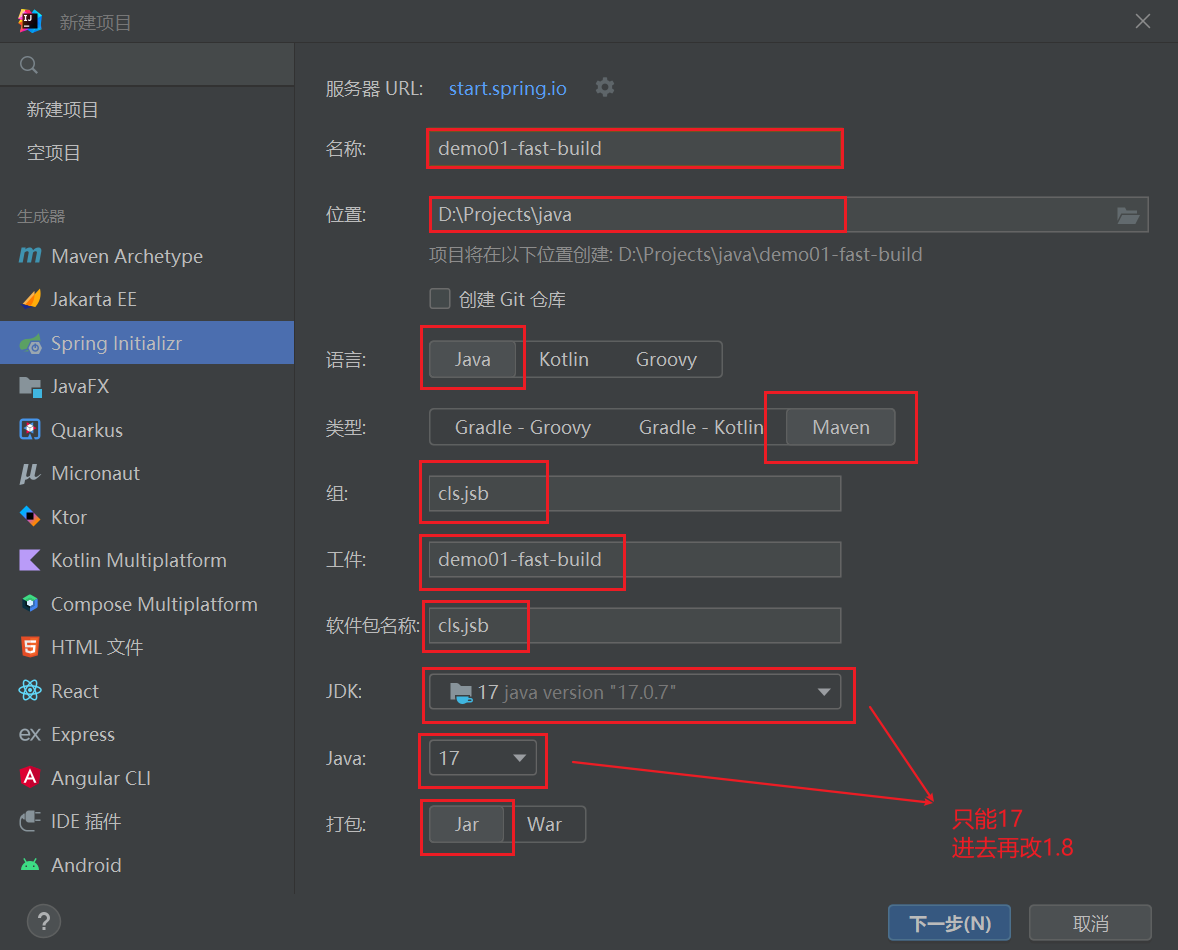 新建项目
新建项目
空项目
生成器
Maven Archetype
Jakarta EE
Spring Initializr
JavaFX
Quarkus
Micronaut
Ktor
Kotlin Multiplatform
Compose Multiplatform
HTML 文件
React
Express
Angular CLI
IDE 插件
Android
服务器 URL: start.spring.io
名称: demo01-fast-build
位置: D:\Projects\java
项目将在以下位置创建: D:\Projects\java\demo01-fast-build
创建 Git 仓库
语言: Java Kotlin Groovy
类型: Gradle - Groovy Gradle - Kotlin Maven
组: cls.jsb
工件: demo01-fast-build
软件包名称: cls.jsb
JDK: 17 java version "17.0.7"
Java: 17
打包: Jar War
只能17
进去再改1.8
? 下一步(N) 取消